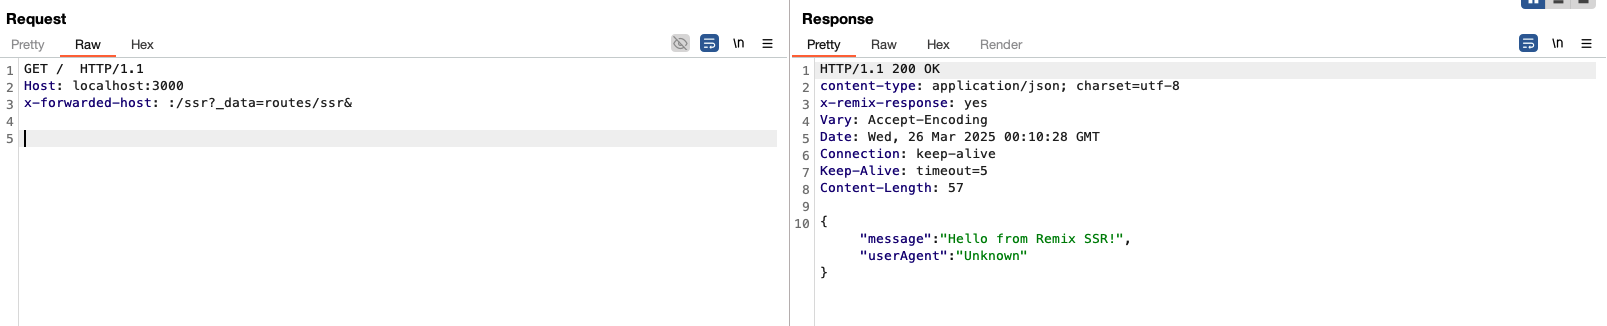 Request
Pretty Raw Hex
\n
1 GET /  HTTP/1.1
2 Host: localhost:3000
3 x-forwarded-host: :/ssr?_data=routes/ssr&
4
5
Response
Pretty Raw Hex Render
\n
1 HTTP/1.1 200 OK
2 content-type: application/json; charset=utf-8
3 x-remix-response: yes
4 Vary: Accept-Encoding
5 Date: Wed, 26 Mar 2025 00:10:28 GMT
6 Connection: keep-alive
7 Keep-Alive: timeout=5
8 Content-Length: 57
9
10 {
"message":"Hello from Remix SSR!",
"userAgent":"Unknown"
}